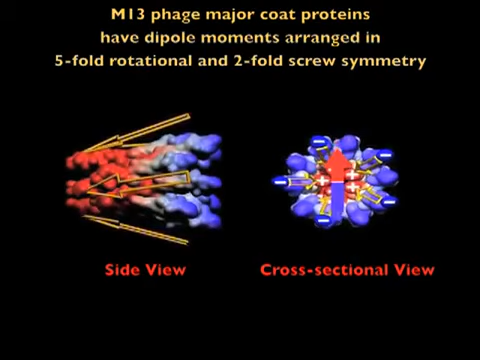 M13 phage major coat proteins
have dipole moments arranged in
5-fold rotational and 2-fold screw symmetry
Side View
Cross-sectional View